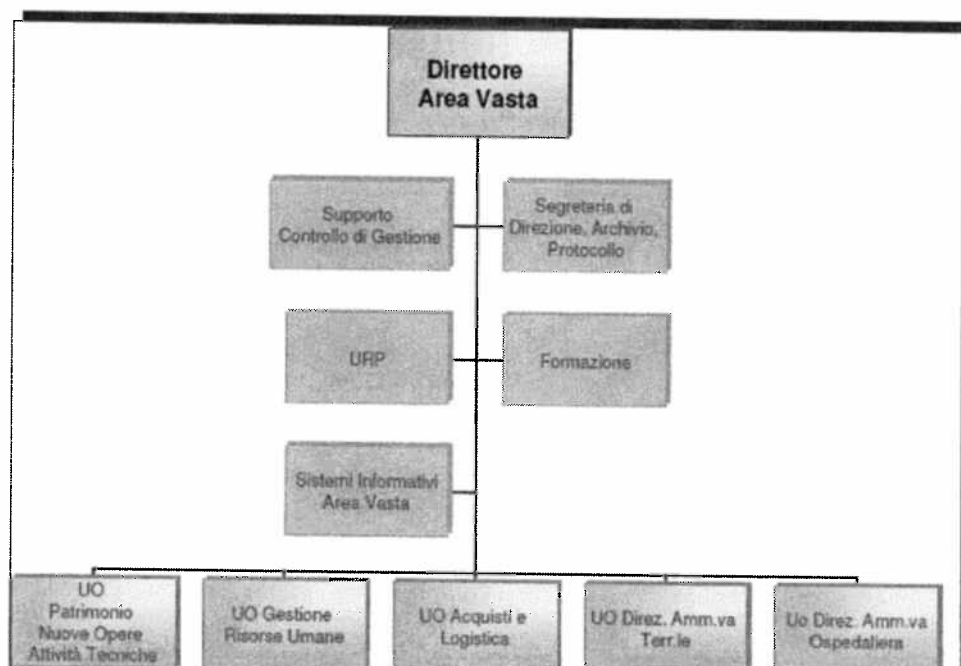 Direttore
Area Vasta
Supporto
Controllo di Gestione
Segreteria di
Direzione, Archivio,
Protocollo
URP
Formazione
Sistemi Informativi
Area Vasta
UO
Patrimonio
Nuove Opere
Attività Tecniche
UO Gestione
Risorse Umane
UO Acquisti e
Logistica
UO Direz. Amm.va
Terr.le
Uo Direz. Amm.va
Ospedaliera